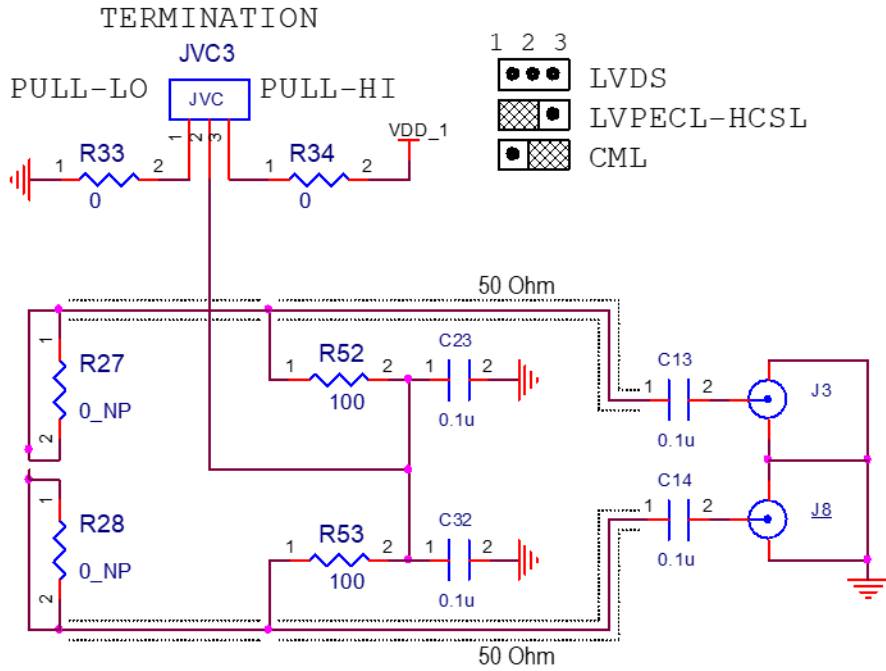 TERMINATION
JVC3
PULL-LO
JVC
PULL-HI
1
2
3
VDD_1
R33
1
2
0
R34
1
2
0
1 2 3
LVDS
LVPECL-HCSL
CML
50 Ohm
1
R27
0_NP
2
R52
1
2
100
C23
1
2
0.1u
C13
1
2
0.1u
J3
1
R28
0_NP
2
R53
1
2
100
C32
1
2
0.1u
C14
1
2
0.1u
J8
50 Ohm